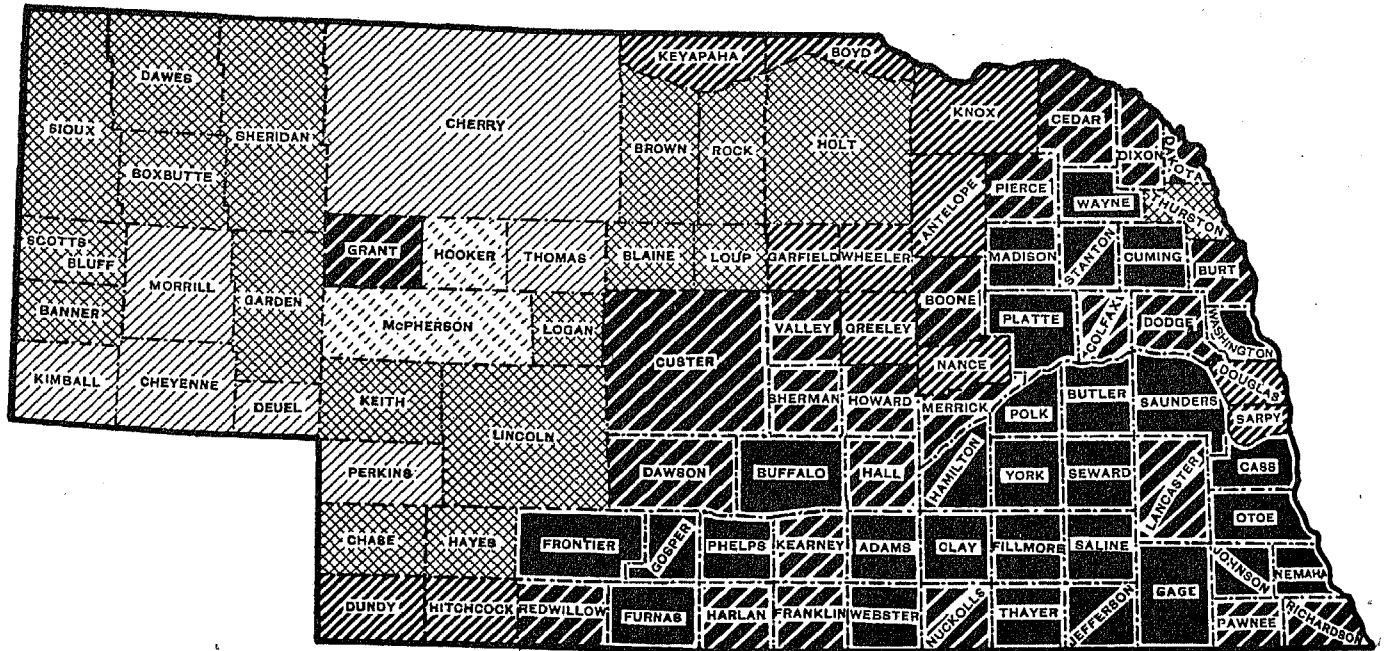 KEYAPAHA
BOYD
DAWES
SIOUX
SHERIDAN
CHERRY
BROWN
ROCK
HOLT
KNOX
CEDAR
DIXON
DAKOTA
BOXBUTTE
ANTELOPE
PIERCE
WAYNE
THURSTON
SCOTTS
BLUFF
MORRILL
GARDEN
GRANT
HOOKER
THOMAS
BLAINE
LOUP
GARFIELD
WHEELER
MADISON
STANTON
CUMING
BURT
BANNER
MCPHERSON
LOGAN
CUSTER
VALLEY
GREELEY
BOONE
PLATTE
COLFAX
DODGE
WASHINGTON
KIMBALL
CHEYENNE
DEUEL
KEITH
LINCOLN
SHERMAN
HOWARD
NANCE
MERRICK
POLK
BUTLER
SAUNDERS
DOUGLAS
SARPY
PERKINS
DAWSON
BUFFALO
HALL
HAMILTON
YORK
SEWARD
LANCASTER
CASS
OTOE
CHASE
HAYES
FRONTIER
GOSPER
PHELPS
KEARNEY
ADAMS
CLAY
FILLMORE
SALINE
GAGE
JOHNSON
NEMAHA
DUNDY
HITCHCOCK
REDWILLOW
FURNAS
HARLAN
FRANKLIN
WEBSTER
NUCKOLLS
THAYER
JEFFERSON
PAWNEE
RICHARDSON